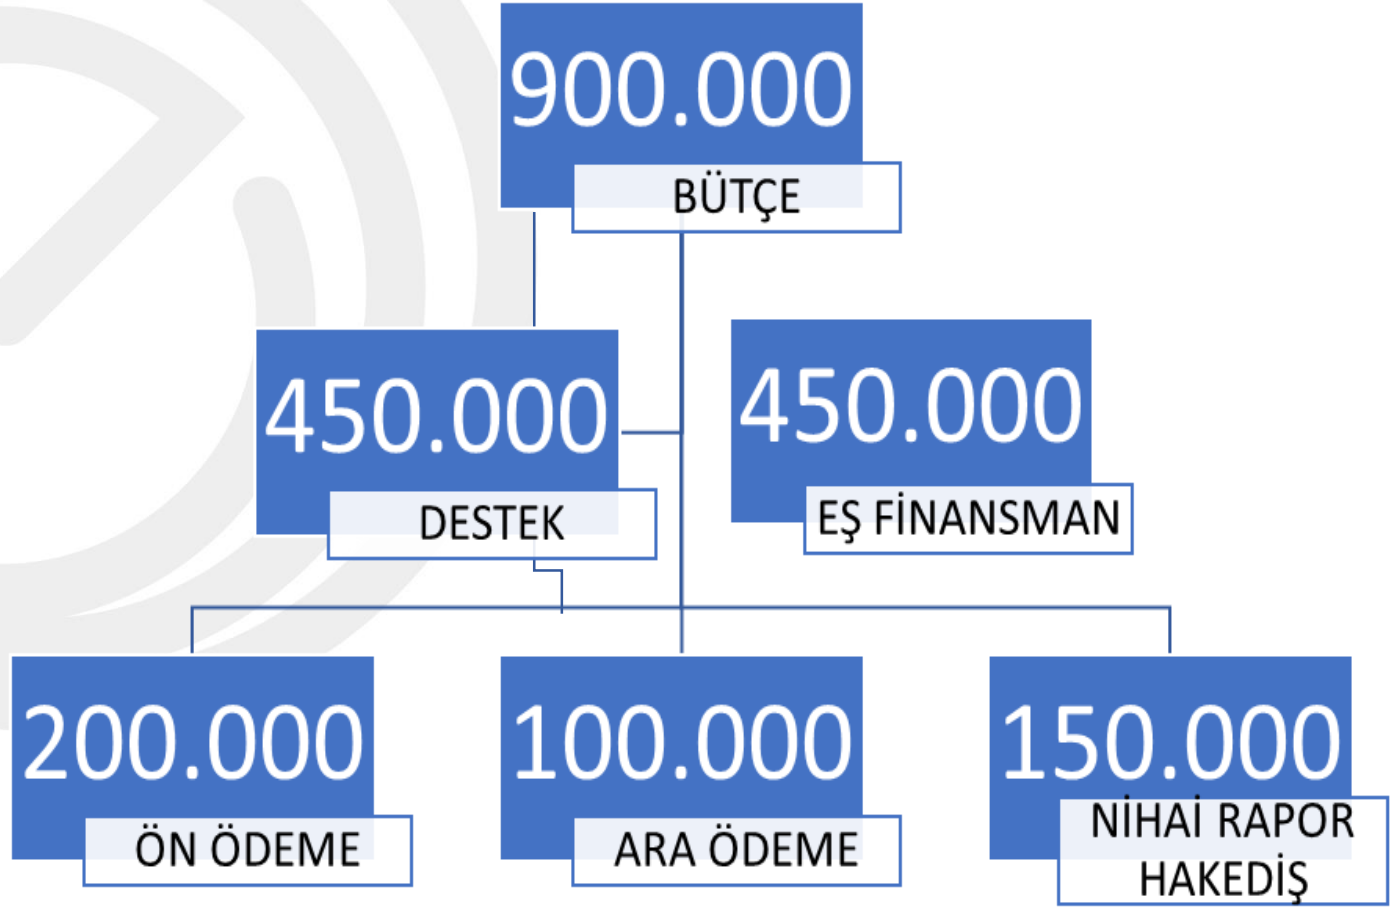 900.000
BÜTÇE
450.000
DESTEK
450.000
EŞ FİNANSMAN
200.000
ÖN ÖDEME
100.000
ARA ÖDEME
150.000
NİHAİ RAPOR
HAKEDİŞ